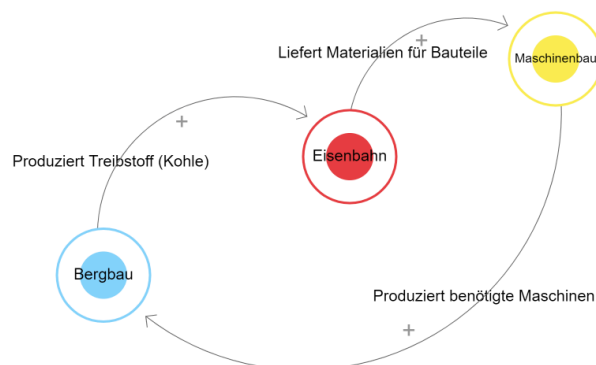 Liefert Materialien für Bauteile
+
Maschinenbau
+
Eisenbahn
Produziert Treibstoff (Kohle)
Bergbau
Produziert benötigte Maschinen
+